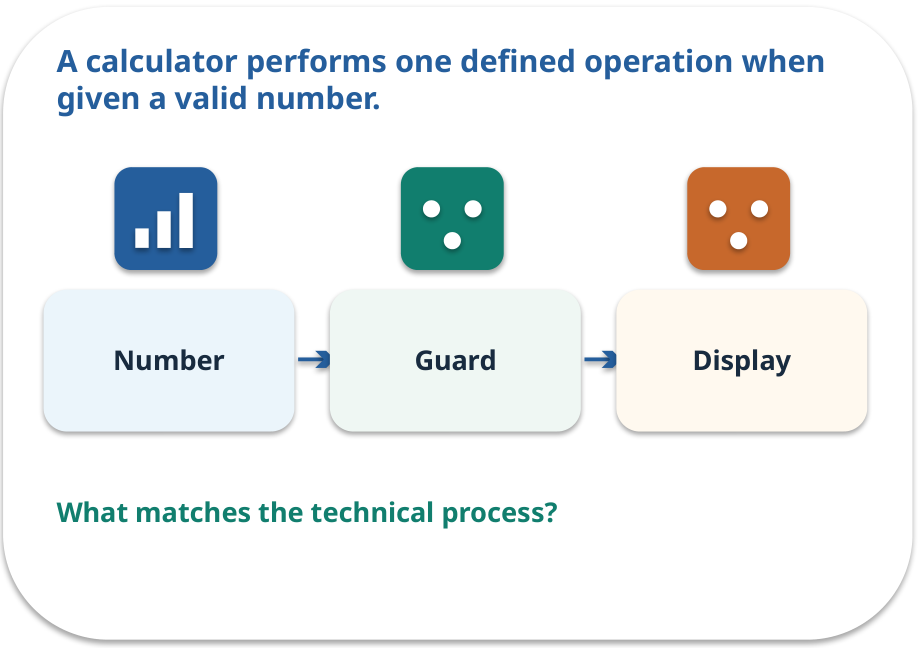 A calculator performs one defined operation when
given a valid number.
Number
Guard
Display
What matches the technical process?